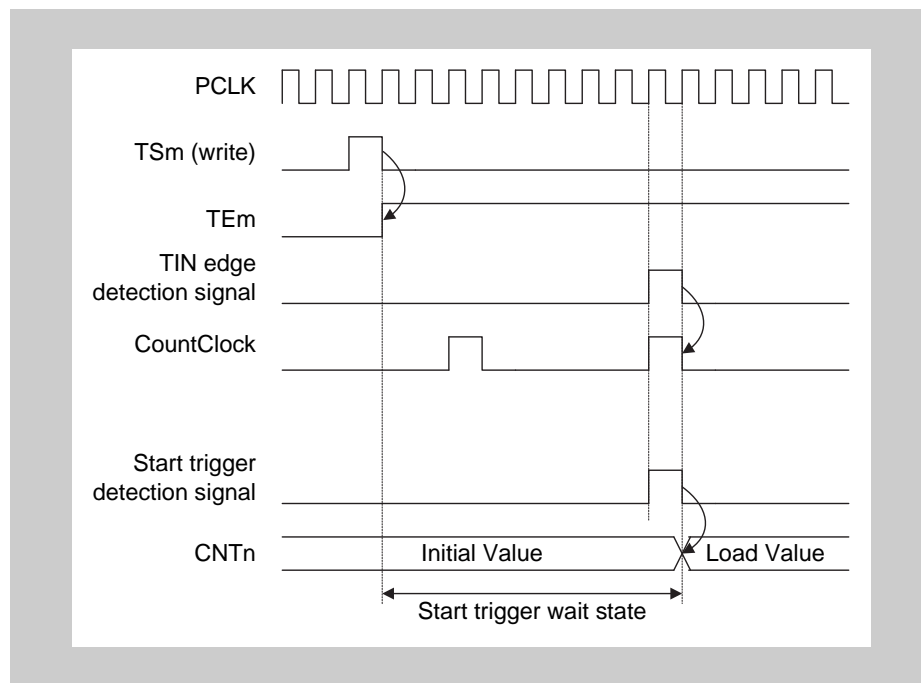 PCLK
TSm (write)
TEm
TIN edge
detection signal
CountClock
Start trigger
detection signal
CNTn
Initial Value
Load Value
Start trigger wait state